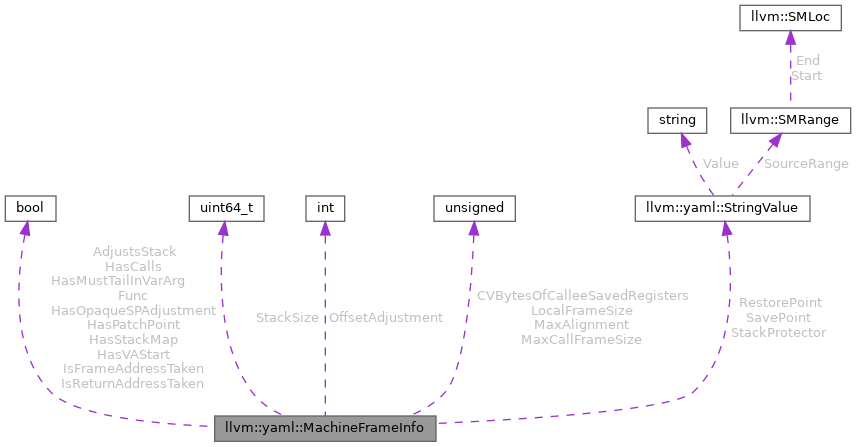 llvm::SMLoc
End
Start
string
llvm::SMRange
Value
SourceRange
bool
uint64_t
int
unsigned
llvm::yaml::StringValue
AdjustsStack
HasCalls
HasMustTailInVarArg
Func
HasOpaqueSPAdjustment
HasPatchPoint
HasStackMap
HasVAStart
IsFrameAddressTaken
IsReturnAddressTaken
StackSize
OffsetAdjustment
CVBytesOfCalleeSavedRegisters
LocalFrameSize
MaxAlignment
MaxCallFrameSize
RestorePoint
SavePoint
StackProtector
llvm::yaml::MachineFrameInfo